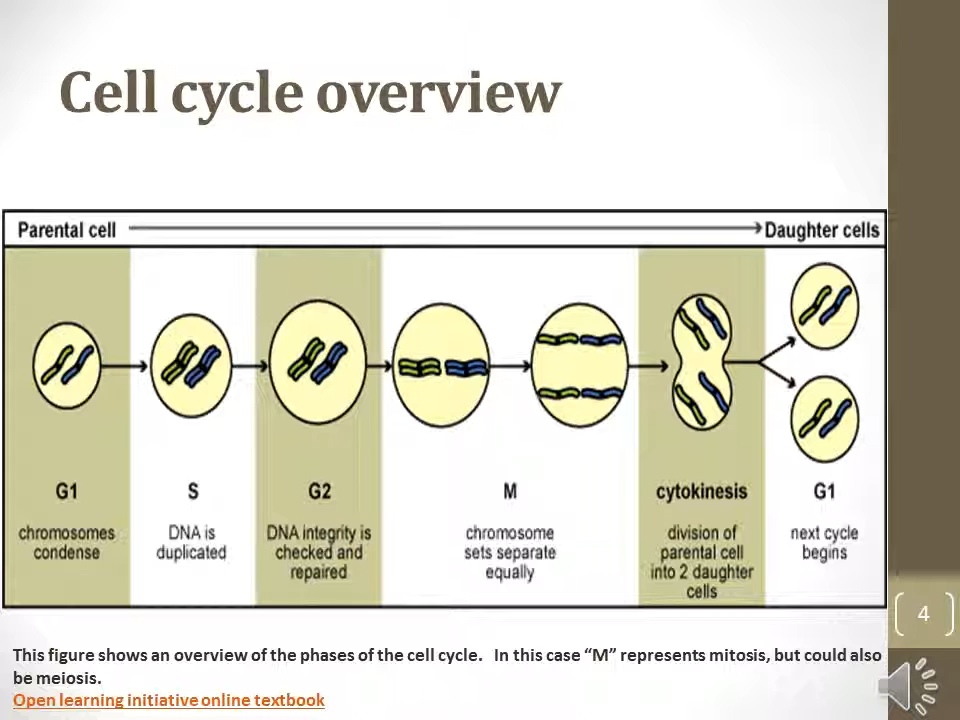 Cell cycle overview
Parental cell
Daughter cells
G1
S
G2
M
cytokinesis
G1
chromosomes
condense
DNA is
duplicated
DNA integrity is
checked and
repaired
chromosome
sets separate
equally
division of
parental cell
into 2 daughter
cells
next cycle
begins
4
This figure shows an overview of the phases of the cell cycle. In this case “M” represents mitosis, but could also
be meiosis.
Open learning initiative online textbook